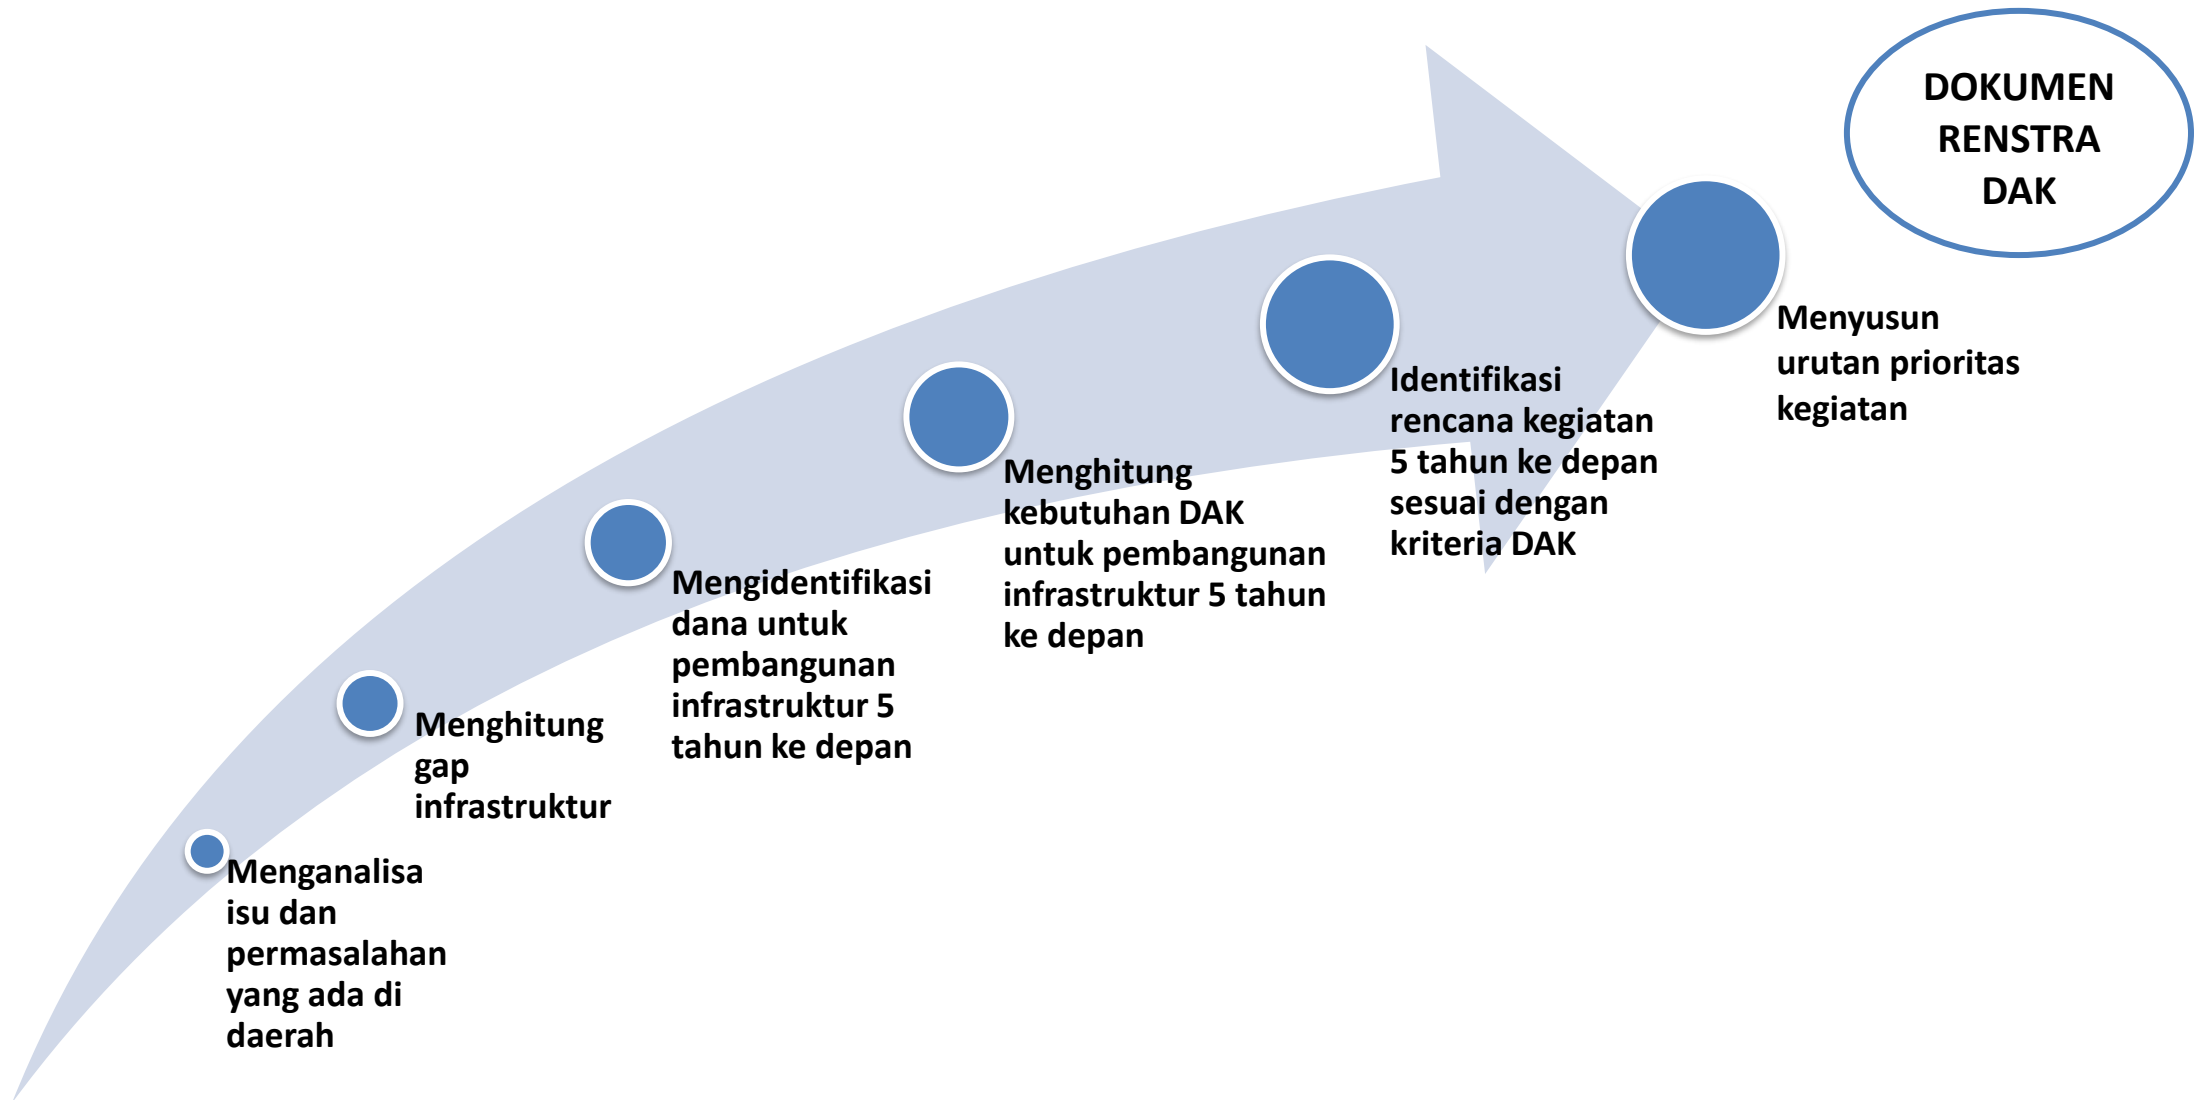 Menganalisa
isu dan
permasalahan
yang ada di
daerah
Menghitung
gap
infrastruktur
Mengidentifikasi
dana untuk
pembangunan
infrastruktur 5
tahun ke depan
Menghitung
kebutuhan DAK
untuk pembangunan
infrastruktur 5 tahun
ke depan
Identifikasi
rencana kegiatan
5 tahun ke depan
sesuai dengan
kriteria DAK
Menyusun
urutan prioritas
kegiatan
DOKUMEN
RENSTRA
DAK